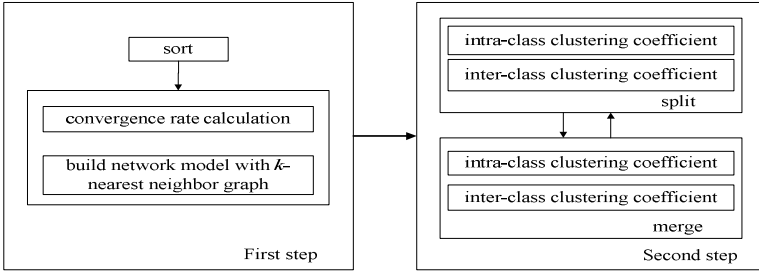 sort
convergence rate calculation
build network model with k-
nearest neighbor graph
First step
intra-class clustering coefficient
inter-class clustering coefficient
split
intra-class clustering coefficient
inter-class clustering coefficient
merge
Second step